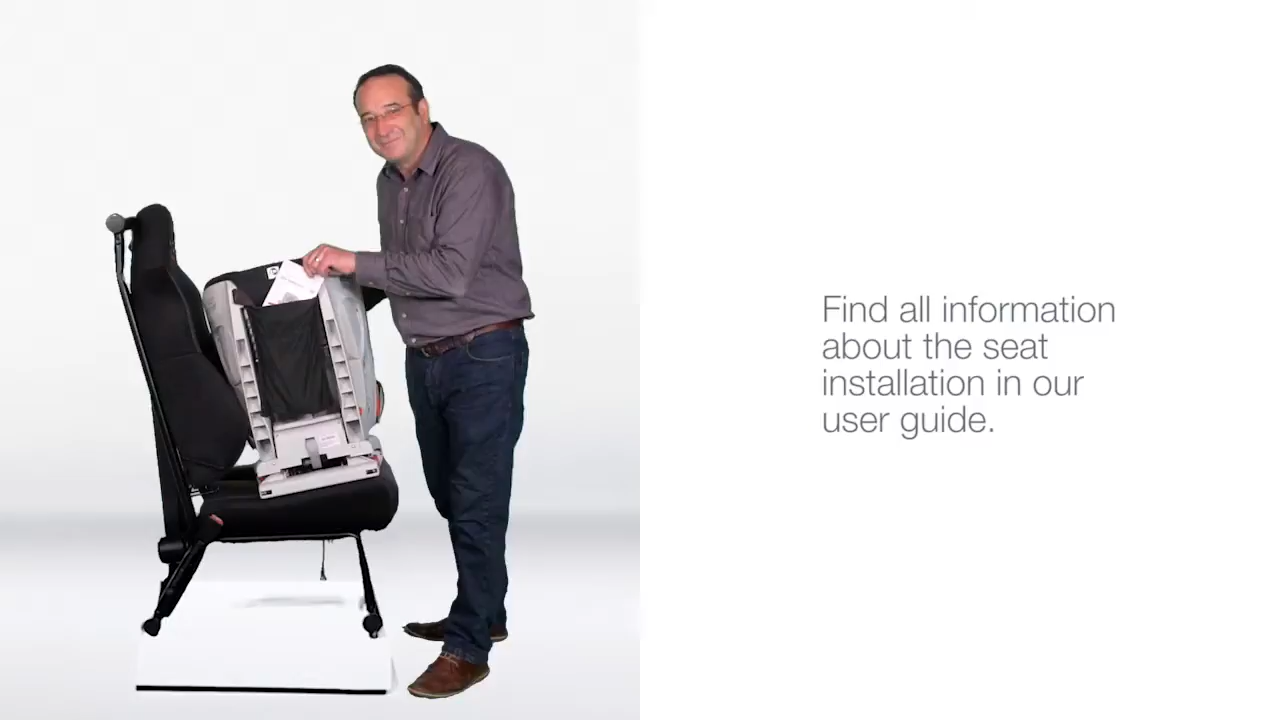 Find all information
about the seat
installation in our
user guide.